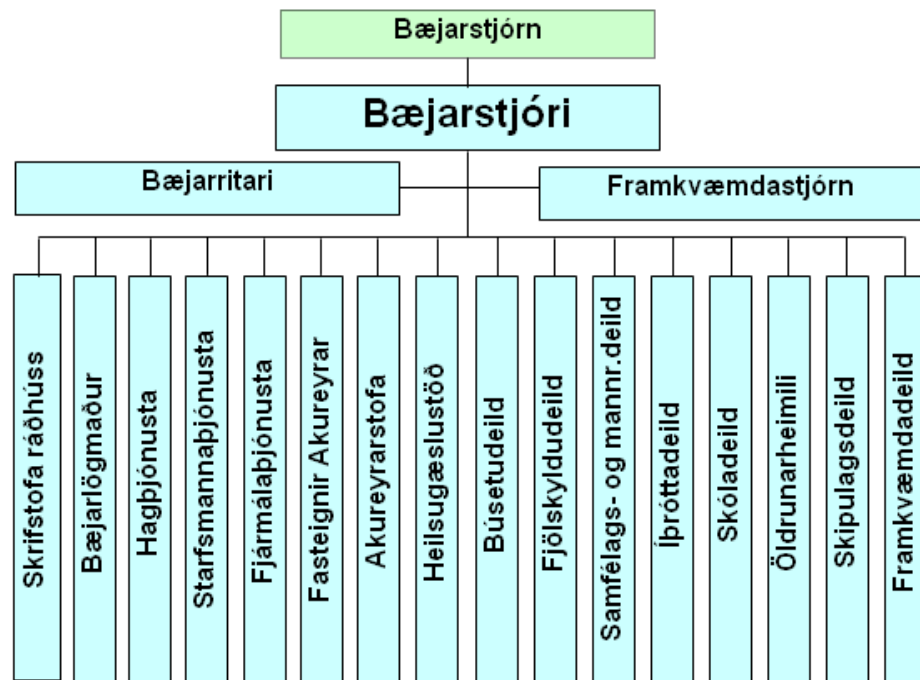 Bæjarstjórn
Bæjarstjóri
Bæjarritari
Framkvæmdastjórn
Skrifstofa ráðhúss
Bæjarlögmaður
Hagþjónusta
Starfsmannaþjónusta
Fjármálaþjónusta
Fasteignir Akureyrar
Akureyrarstofa
Heilsugæslustöð
Búsetudeild
Fjölskyldudeild
Samfélags- og mannr.deild
Íþróttadeild
Skóladeild
Öldrunarheimili
Skipulagsdeild
Framkvæmdadeild